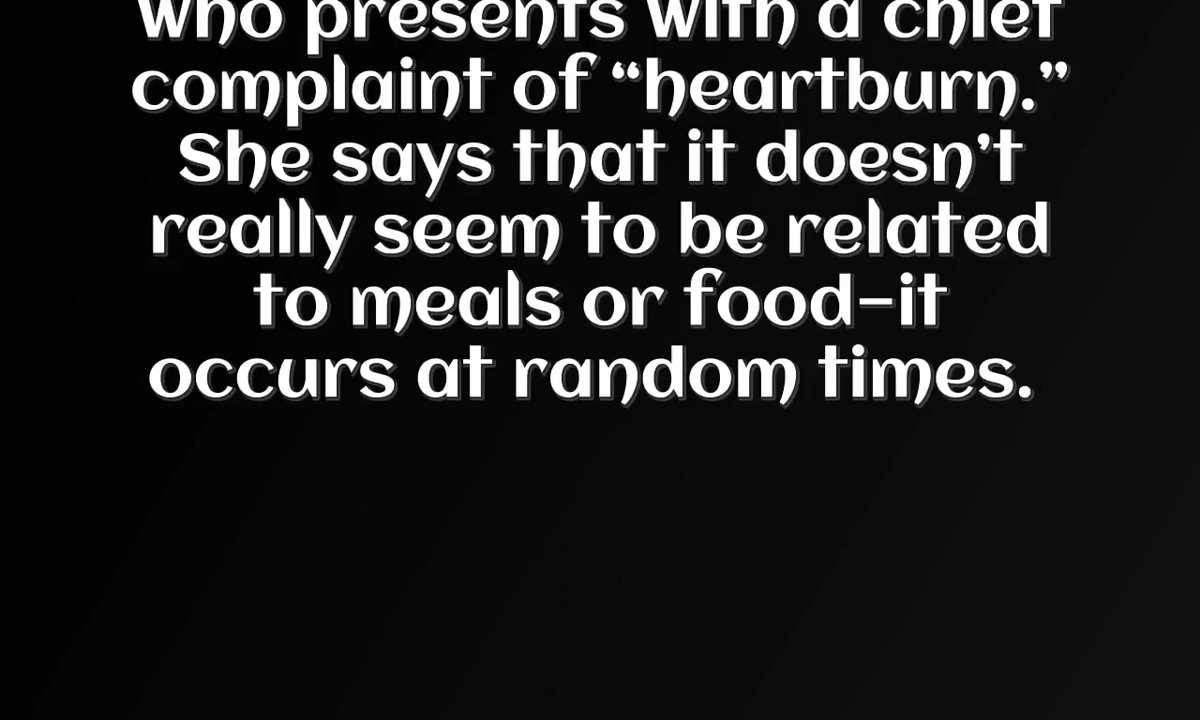 who presents with a chief
complaint of “heartburn.”
She says that it doesn’t
really seem to be related
to meals or food–it
occurs at random times.